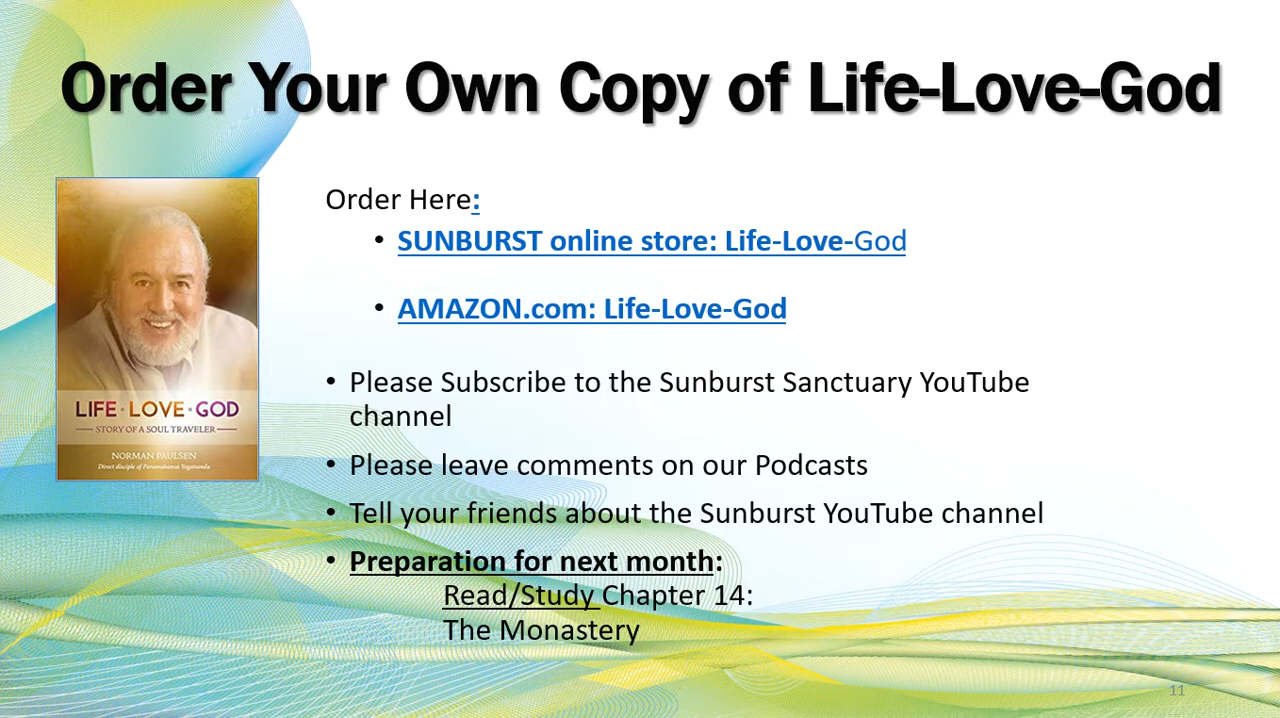 Order Your Own Copy of Life-Love-God
Order Here:
• SUNBURST online store: Life-Love-God
• AMAZON.com: Life-Love-God
• Please Subscribe to the Sunburst Sanctuary YouTube
channel
• Please leave comments on our Podcasts
• Tell your friends about the Sunburst YouTube channel
• Preparation for next month:
Read/Study Chapter 14:
The Monastery
LIFE·LOVE·GOD
STORY OF A SOUL TRAVELER
NORMAN PAULSEN
Direct disciple of Paramahansa Yogananda
11